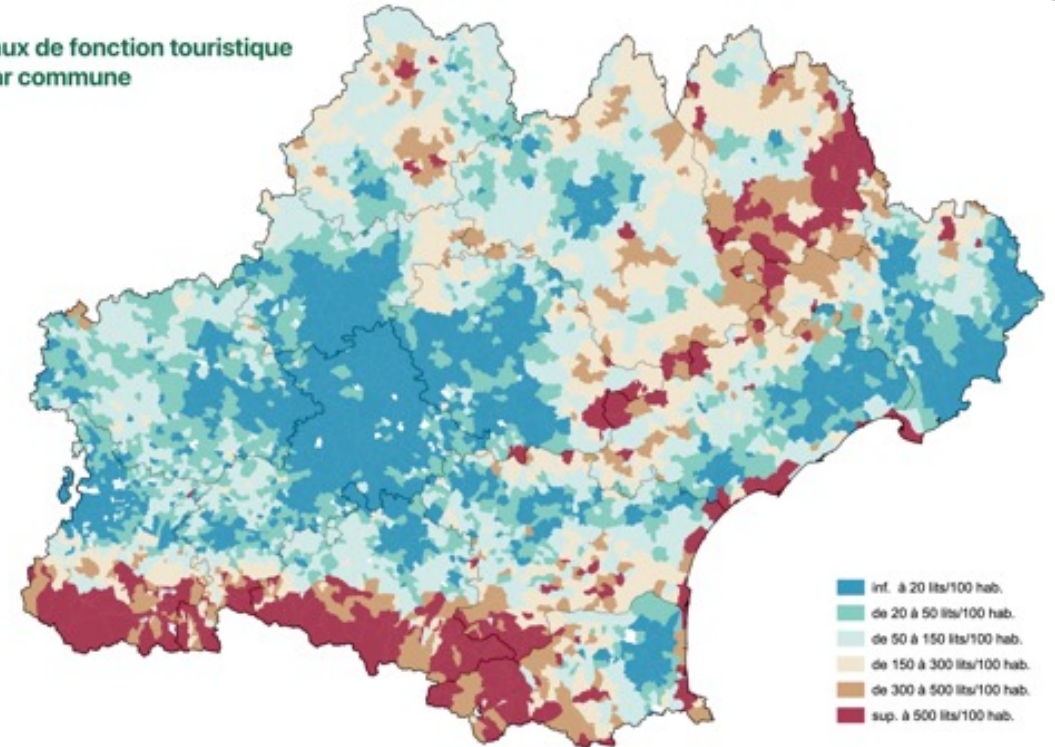 aux de fonction touristique
ar commune
inf. à 20 lits/100 hab.
de 20 à 50 lits/100 hab.
de 50 à 150 lits/100 hab.
de 150 à 300 lits/100 hab.
de 300 à 500 lits/100 hab.
sup. à 500 lits/100 hab.